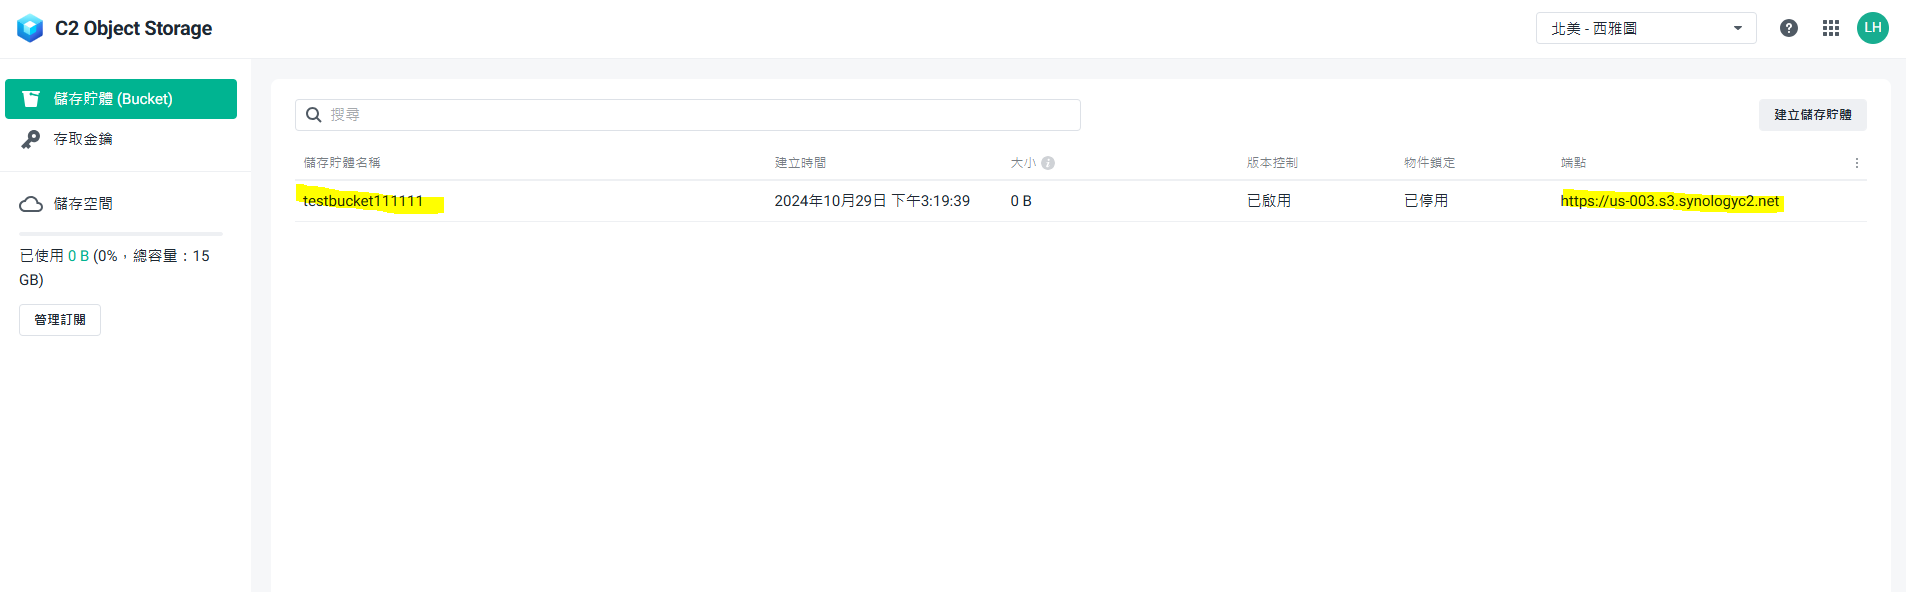 C2 Object Storage
北美 - 西雅圖
?
LH
儲存貯體 (Bucket)
存取金鑰
儲存空間
已使用 0 B (0%，總容量：15
GB)
管理訂閱
搜尋
建立儲存貯體
儲存貯體名稱 建立時間 大小 i 版本控制 物件鎖定 端點
testbucket111111 2024年10月29日 下午3:19:39 0 B 已啟用 已停用 https://us-003.s3.synologyc2.net